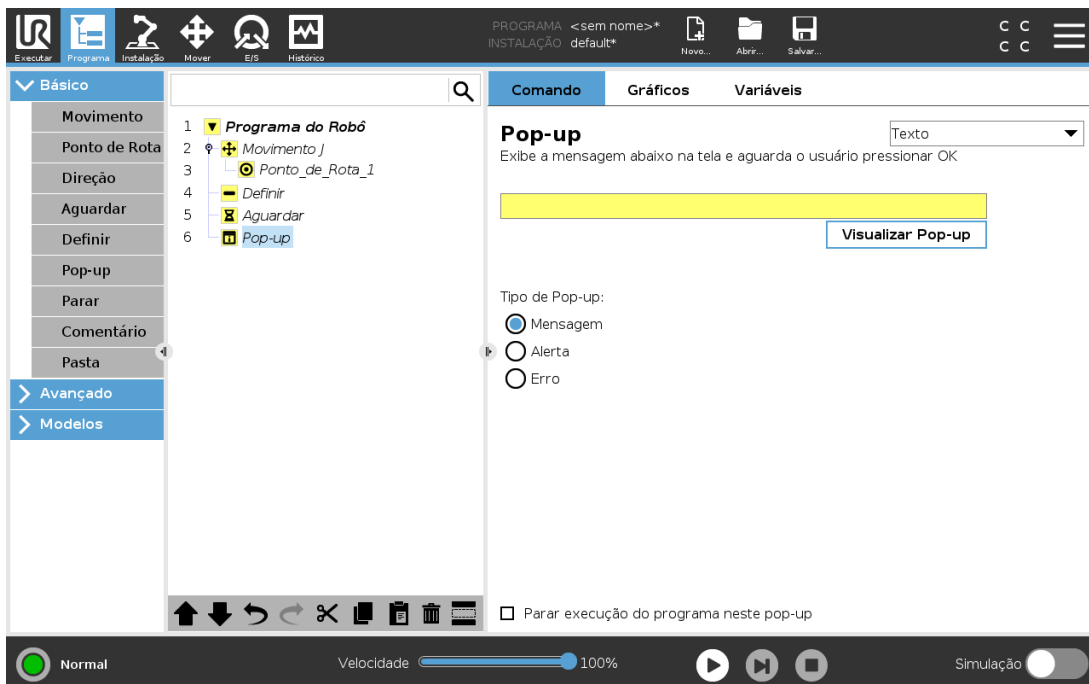 PROGRAMA <sem nome>*
INSTALAÇÃO default*
Executar Programa Instalação Mover E/S Histórico Novo... Abrir... Salvar...
C C
C C
Básico
Movimento
Ponto de Rota
Direção
Aguardar
Definir
Pop-up
Parar
Comentário
Pasta
Avançado
Modelos
1 Programa do Robô
2 Movimento J
3 Ponto_de_Rota_1
4 Definir
5 Aguardar
6 Pop-up
Comando Gráficos Variáveis
Pop-up Texto
Exibe a mensagem abaixo na tela e aguarda o usuário pressionar OK
Visualizar Pop-up
Tipo de Pop-up:
Mensagem
Alerta
Erro
Parar execução do programa neste pop-up
Normal Velocidade 100% Simulação